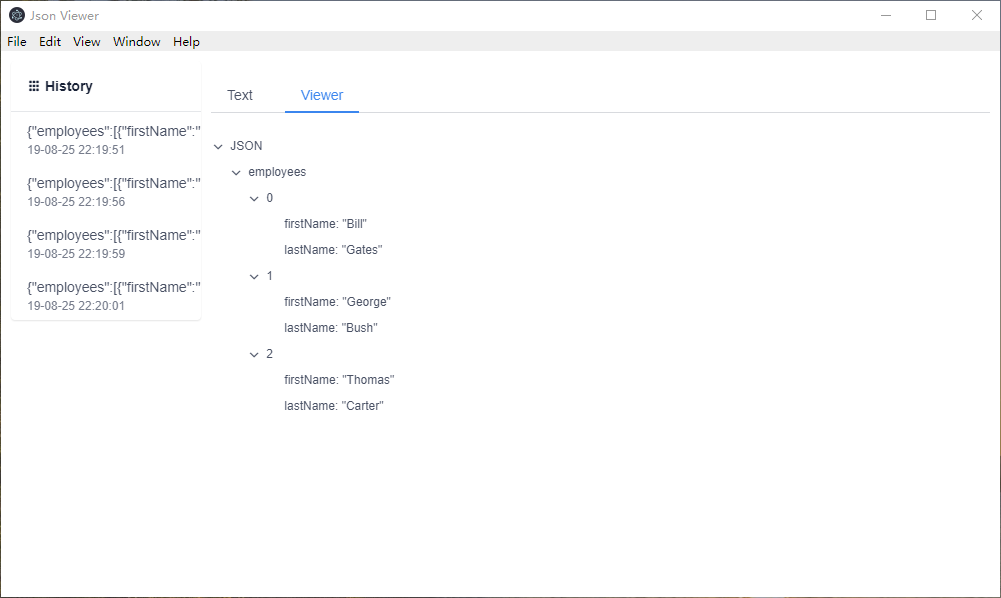 Json Viewer
File Edit View Window Help
History
{"employees":[{"firstName":"
19-08-25 22:19:51
{"employees":[{"firstName":"
19-08-25 22:19:56
{"employees":[{"firstName":"
19-08-25 22:19:59
{"employees":[{"firstName":"
19-08-25 22:20:01
Text Viewer
JSON
employees
0
firstName: "Bill"
lastName: "Gates"
1
firstName: "George"
lastName: "Bush"
2
firstName: "Thomas"
lastName: "Carter"